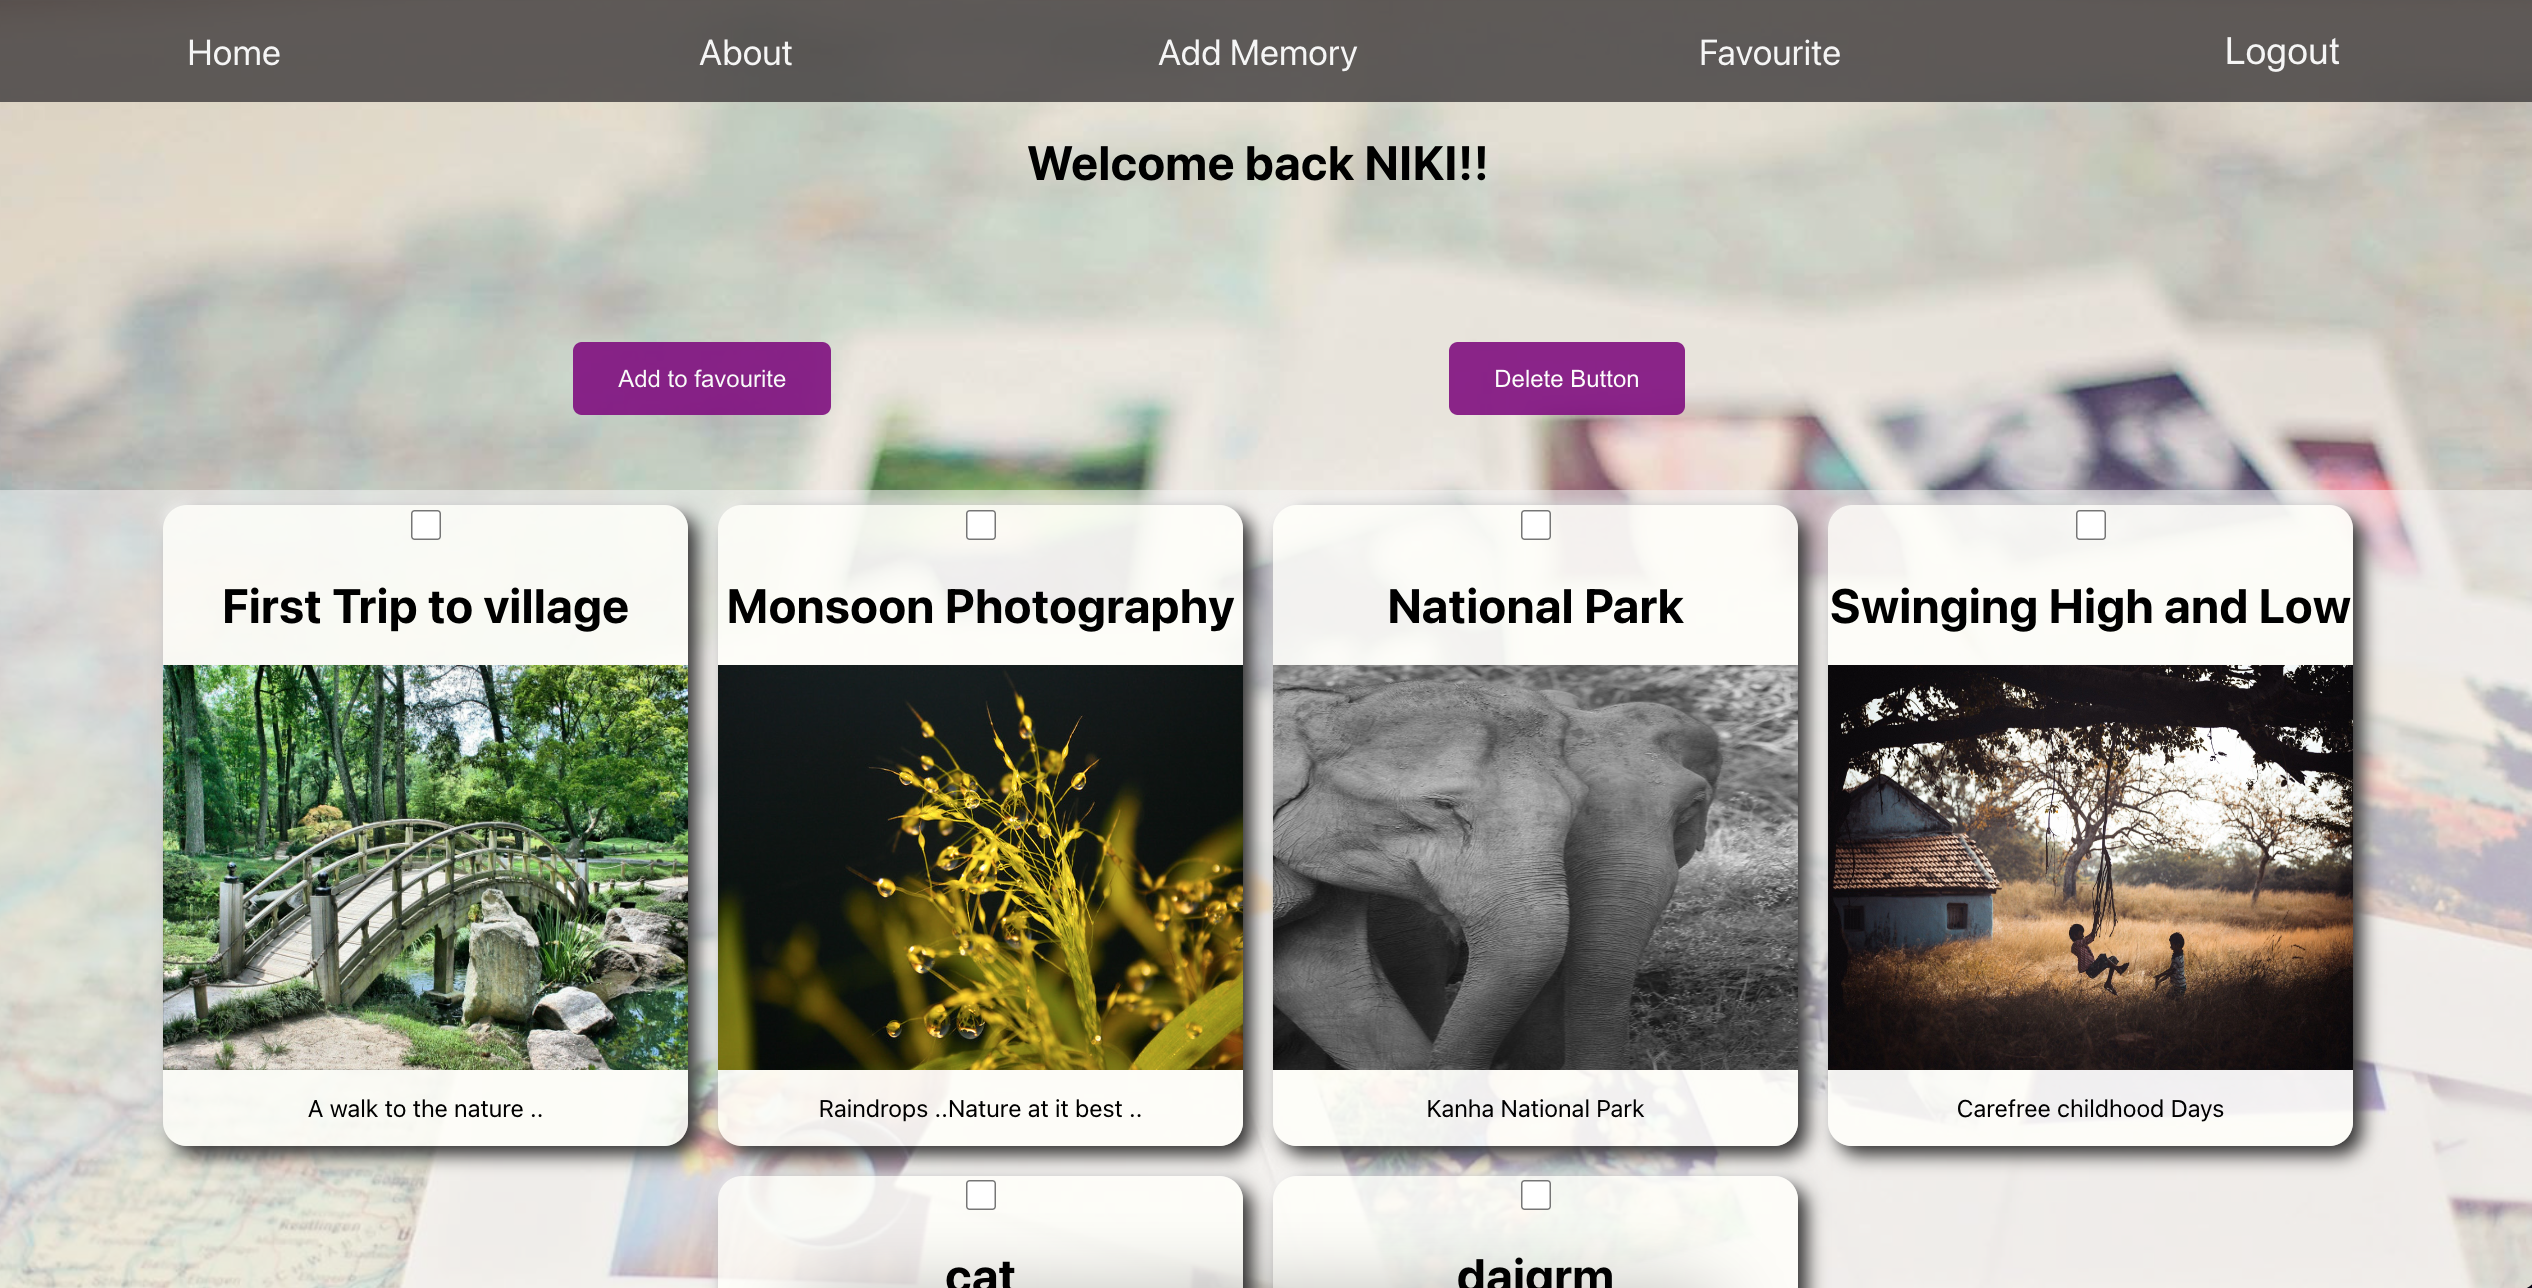 Home About Add Memory Favourite Logout
Welcome back NIKI!!
Add to favourite Delete Button
First Trip to village
A walk to the nature ..
Monsoon Photography
Raindrops ..Nature at it best ..
National Park
Kanha National Park
Swinging High and Low
Carefree childhood Days
cat
daigrm